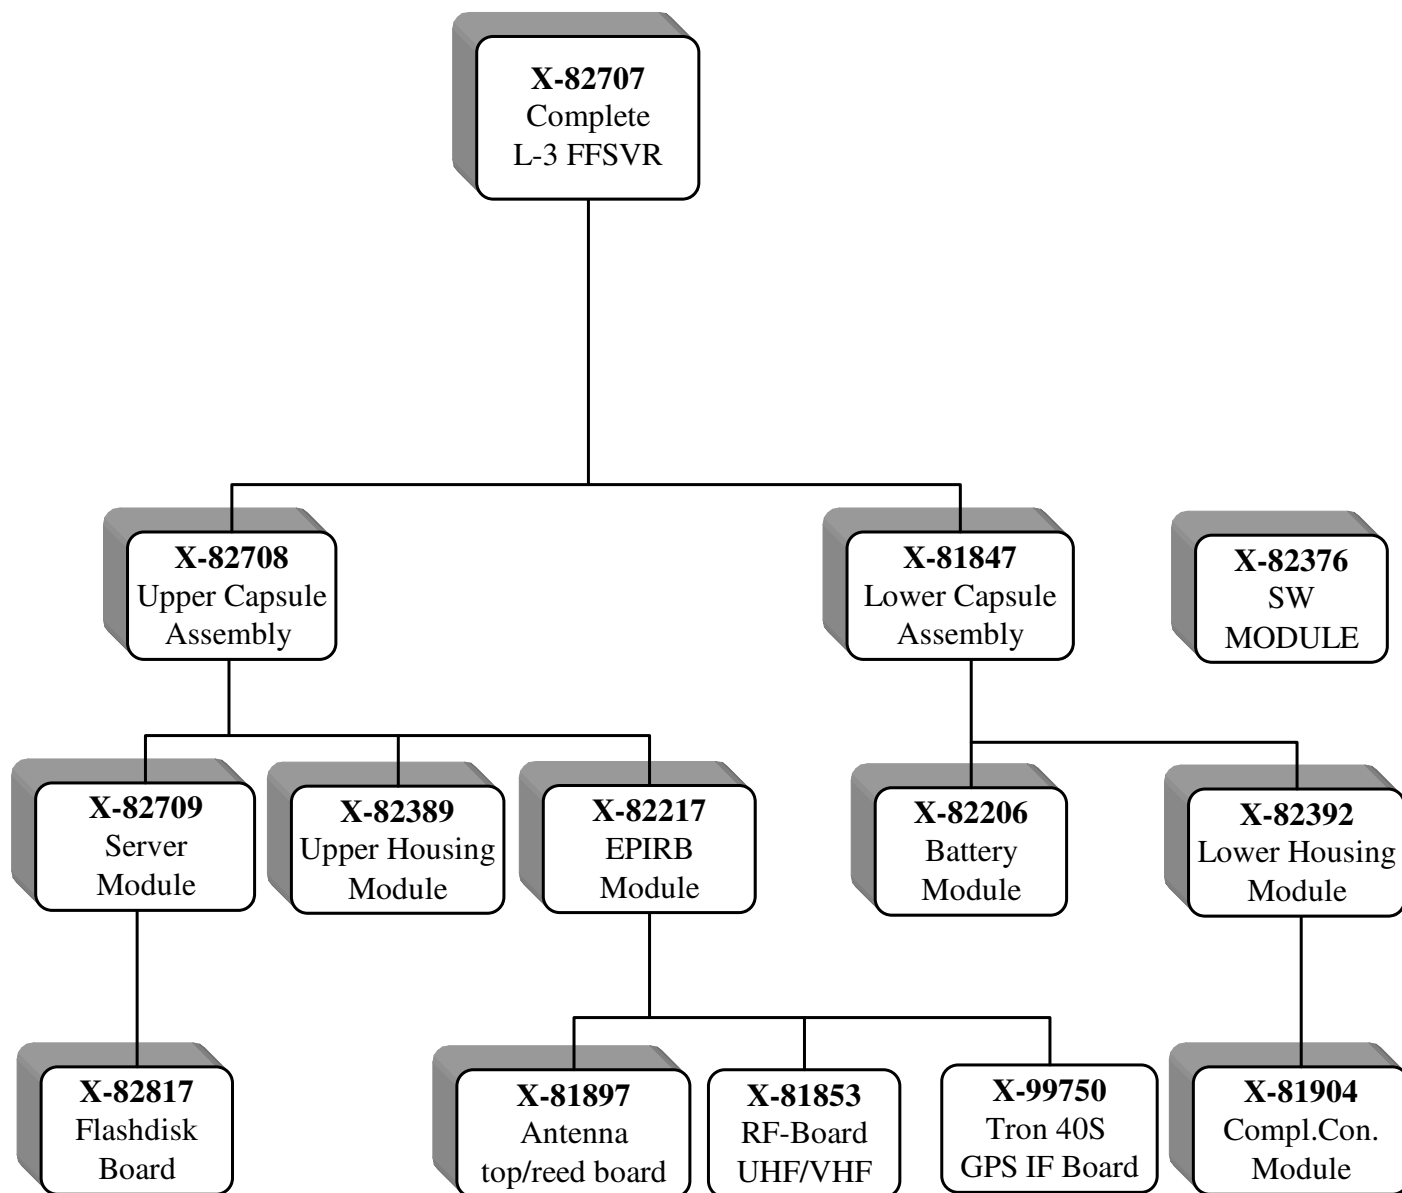 X-82707
Complete
L-3 FFSVR
X-82708
Upper Capsule
Assembly
X-81847
Lower Capsule
Assembly
X-82376
SW
MODULE
X-82709
Server
Module
X-82389
Upper Housing
Module
X-82217
EPIRB
Module
X-82206
Battery
Module
X-82392
Lower Housing
Module
X-82817
Flashdisk
Board
X-81897
Antenna
top/reed board
X-81853
RF-Board
UHF/VHF
X-99750
Tron 40S
GPS IF Board
X-81904
Compl.Con.
Module